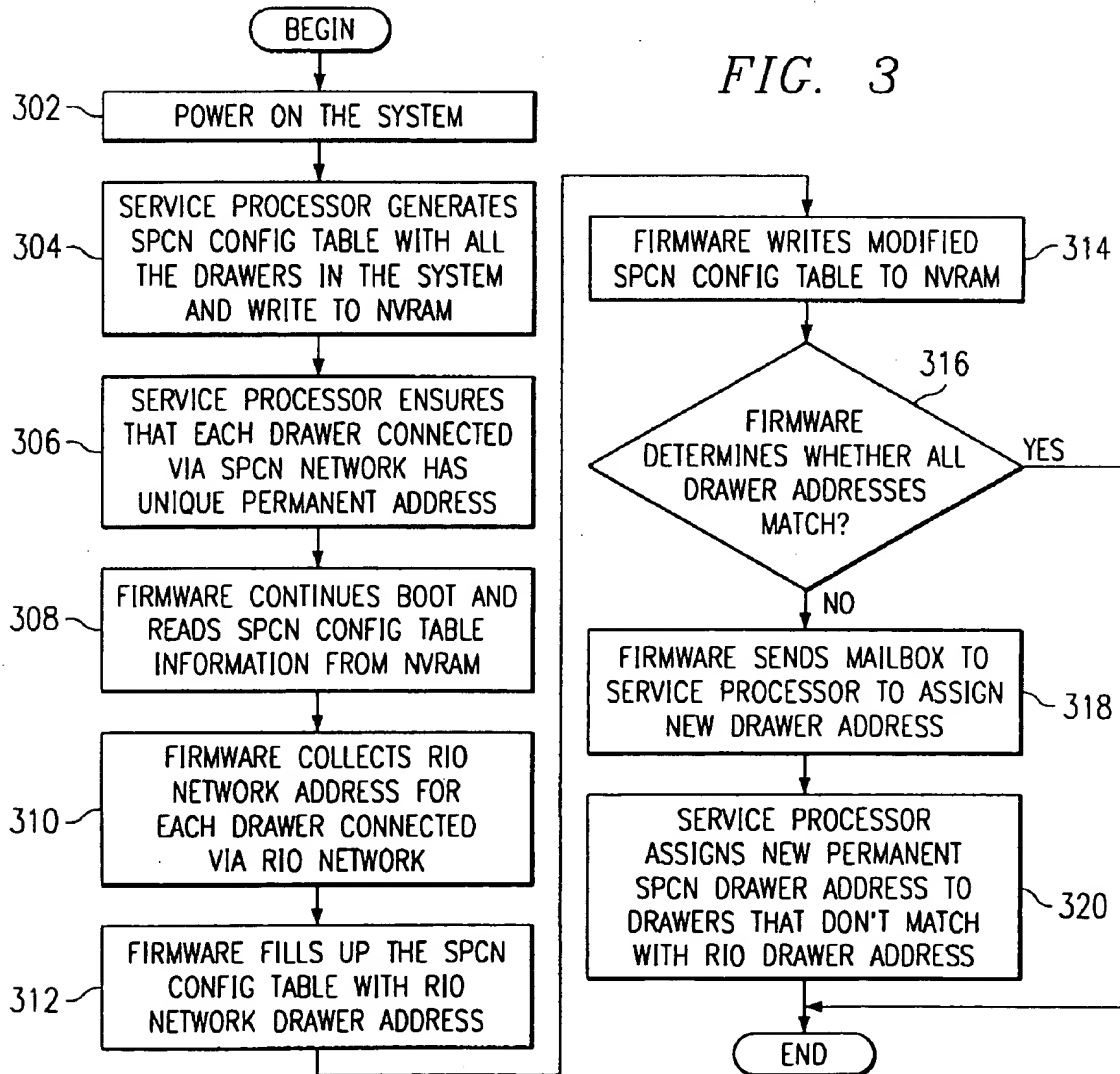 BEGIN
FIG. 3
302
POWER ON THE SYSTEM
304
SERVICE PROCESSOR GENERATES
SPCN CONFIG TABLE WITH ALL
THE DRAWERS IN THE SYSTEM
AND WRITE TO NVRAM
306
SERVICE PROCESSOR ENSURES
THAT EACH DRAWER CONNECTED
VIA SPCN NETWORK HAS
UNIQUE PERMANENT ADDRESS
308
FIRMWARE CONTINUES BOOT AND
READS SPCN CONFIG TABLE
INFORMATION FROM NVRAM
310
FIRMWARE COLLECTS RIO
NETWORK ADDRESS FOR
EACH DRAWER CONNECTED
VIA RIO NETWORK
312
FIRMWARE FILLS UP THE SPCN
CONFIG TABLE WITH RIO
NETWORK DRAWER ADDRESS
FIRMWARE WRITES MODIFIED
SPCN CONFIG TABLE TO NVRAM
314
316
FIRMWARE
DETERMINES WHETHER ALL
DRAWER ADDRESSES
MATCH?
YES
NO
FIRMWARE SENDS MAILBOX TO
SERVICE PROCESSOR TO ASSIGN
NEW DRAWER ADDRESS
318
SERVICE PROCESSOR
ASSIGNS NEW PERMANENT
SPCN DRAWER ADDRESS TO
DRAWERS THAT DON'T MATCH
WITH RIO DRAWER ADDRESS
320
END